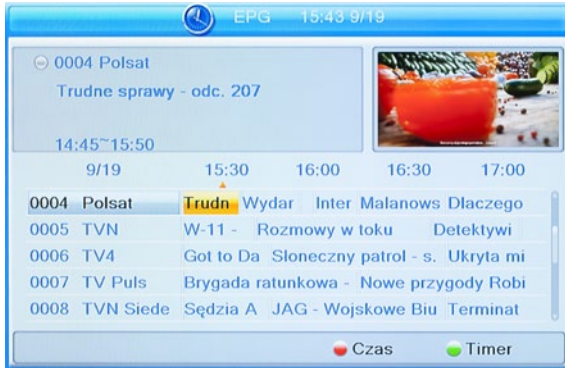 EPG 15:43 9/19
0004 Polsat
Trudne sprawy - odc. 207
14:45~15:50
9/19 15:30 16:00 16:30 17:00
0004 Polsat Trudn Wydar Inter Malanows Dlaczego
0005 TVN W-11 - Rozmowy w toku Detektywi
0006 TV4 Got to Da Sloneczny patrol - s. Ukryta mi
0007 TV Puls Brygada ratunkowa - Nowe przygody Robi
0008 TVN Siede Sędzia A JAG - Wojskowe Biu Terminat
Czas Timer